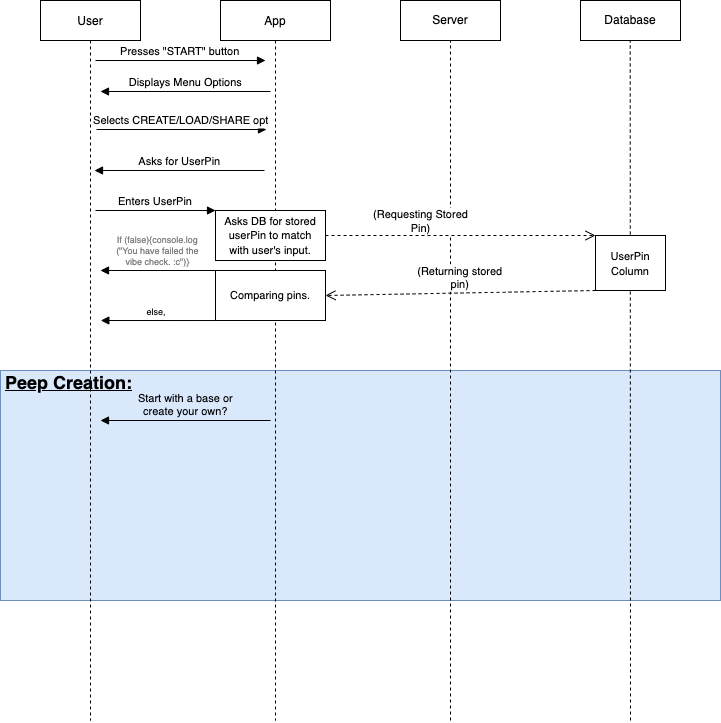 User
App
Server
Database
Presses "START" button
Displays Menu Options
Selects CREATE/LOAD/SHARE opt
Asks for UserPin
Enters UserPin
Asks DB for stored
userPin to match
with user's input.
(Requesting Stored
Pin)
UserPin
Column
If (false){console.log
("You have failed the
vibe check. :c")}
(Returning stored
pin)
Comparing pins.
else,
Peep Creation:
Start with a base or
create your own?